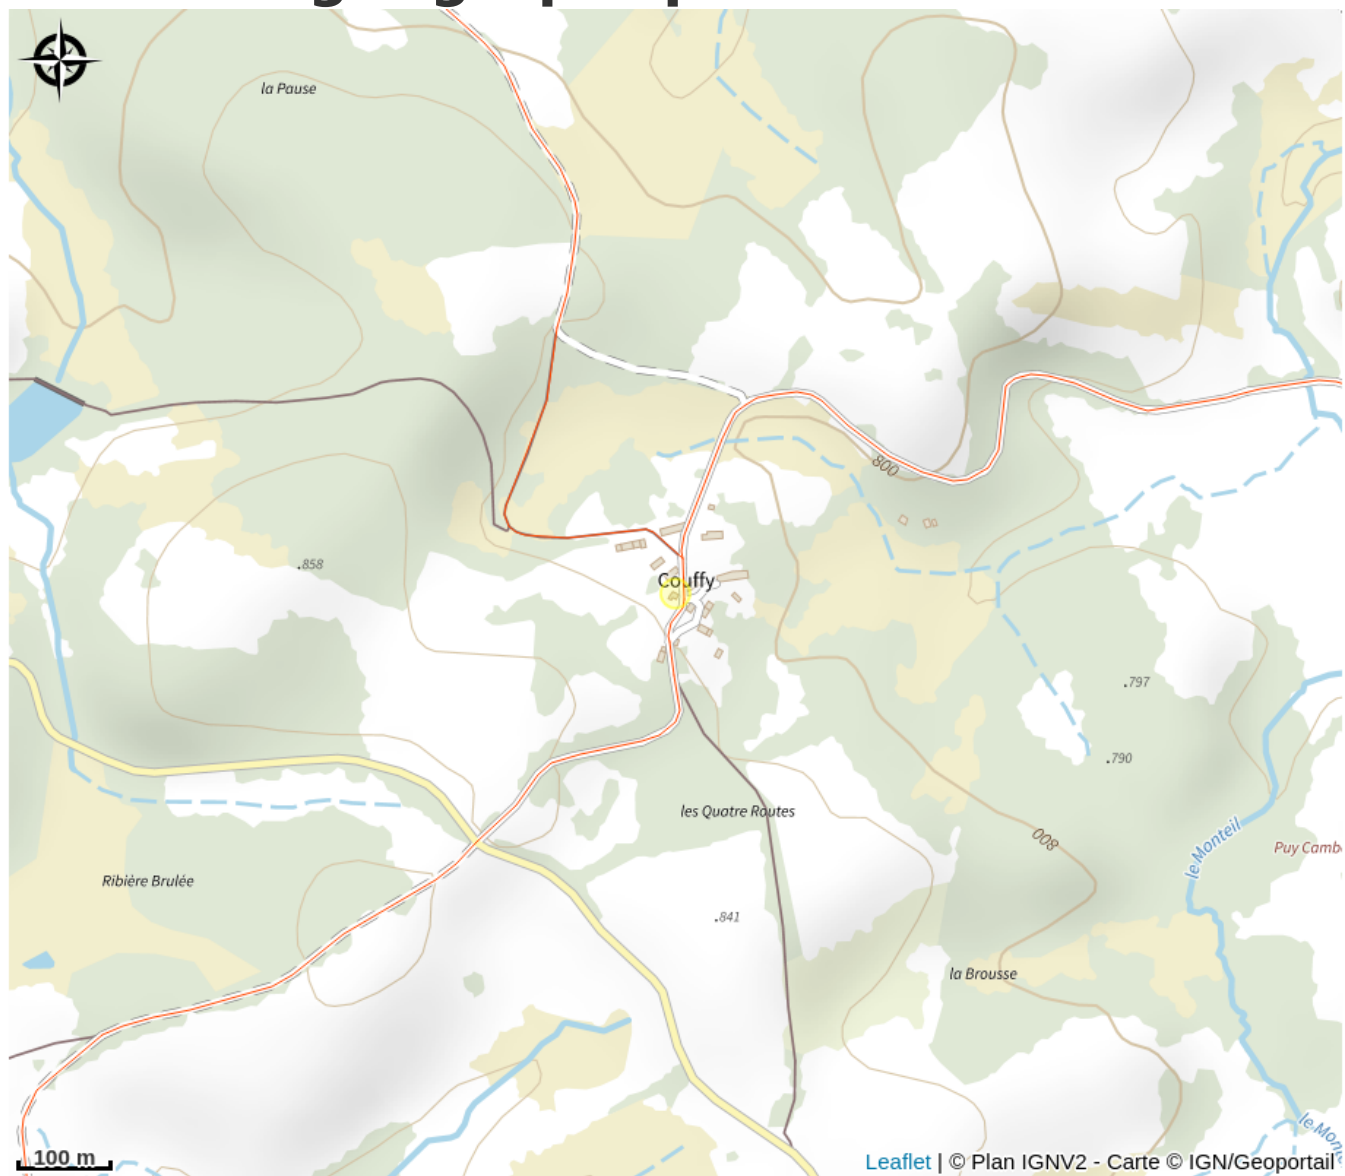 la Pause
800
.858
Couffy
.797
.790
les Quatre Routes
800
le Monteil
Puy Camb
Ribière Brulée
.841
la Brousse
le Mon
100 m
Leaflet | © Plan IGNV2 - Carte © IGN/Geoportail